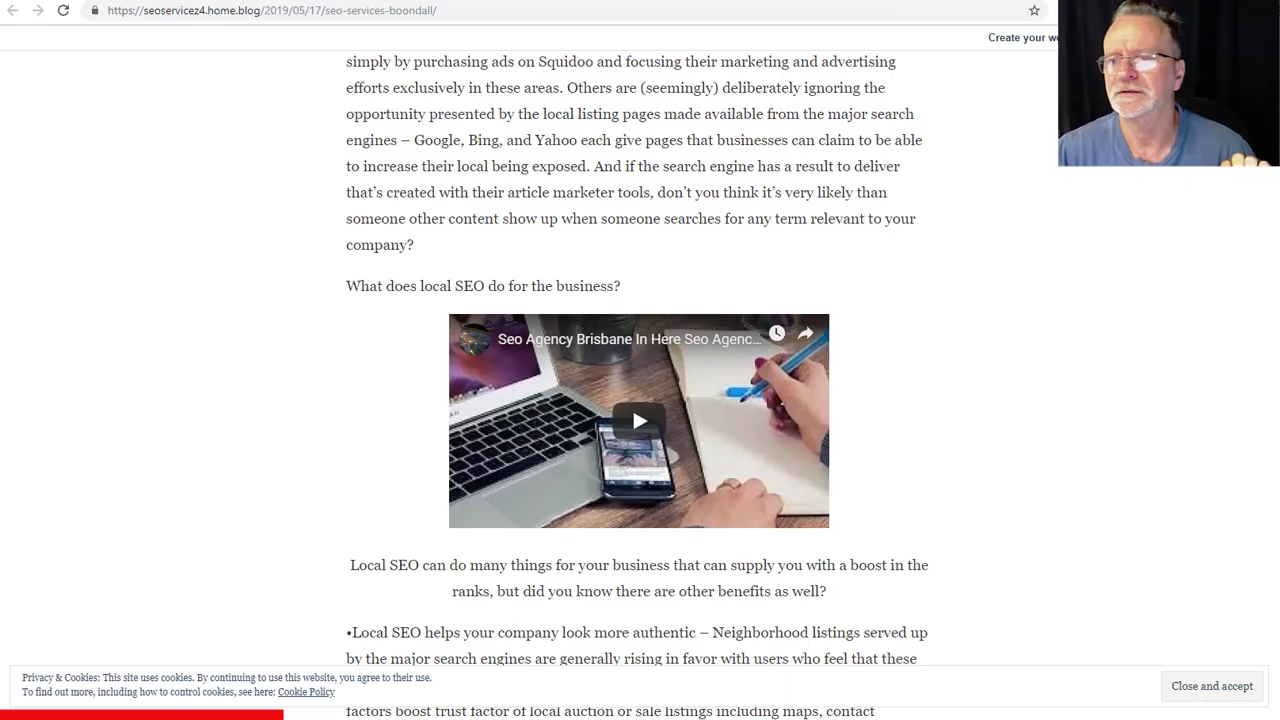 https://seoservicez4.home.blog/2019/05/17/seo-services-boondall/
Create your we
simply by purchasing ads on Squidoo and focusing their marketing and advertising
efforts exclusively in these areas. Others are (seemingly) deliberately ignoring the
opportunity presented by the local listing pages made available from the major search
engines – Google, Bing, and Yahoo each give pages that businesses can claim to be able
to increase their local being exposed. And if the search engine has a result to deliver
that’s created with their article marketer tools, don’t you think it’s very likely than
someone other content show up when someone searches for any term relevant to your
company?
What does local SEO do for the business?
Seo Agency Brisbane In Here Seo Agenc...
Local SEO can do many things for your business that can supply you with a boost in the
ranks, but did you know there are other benefits as well?
•Local SEO helps your company look more authentic – Neighborhood listings served up
by the major search engines are generally rising in favor with users who feel that these
Privacy & Cookies: This site uses cookies. By continuing to use this website, you agree to their use.
To find out more, including how to control cookies, see here: Cookie Policy
Close and accept
factors boost trust factor of local auction or sale listings including maps, contact